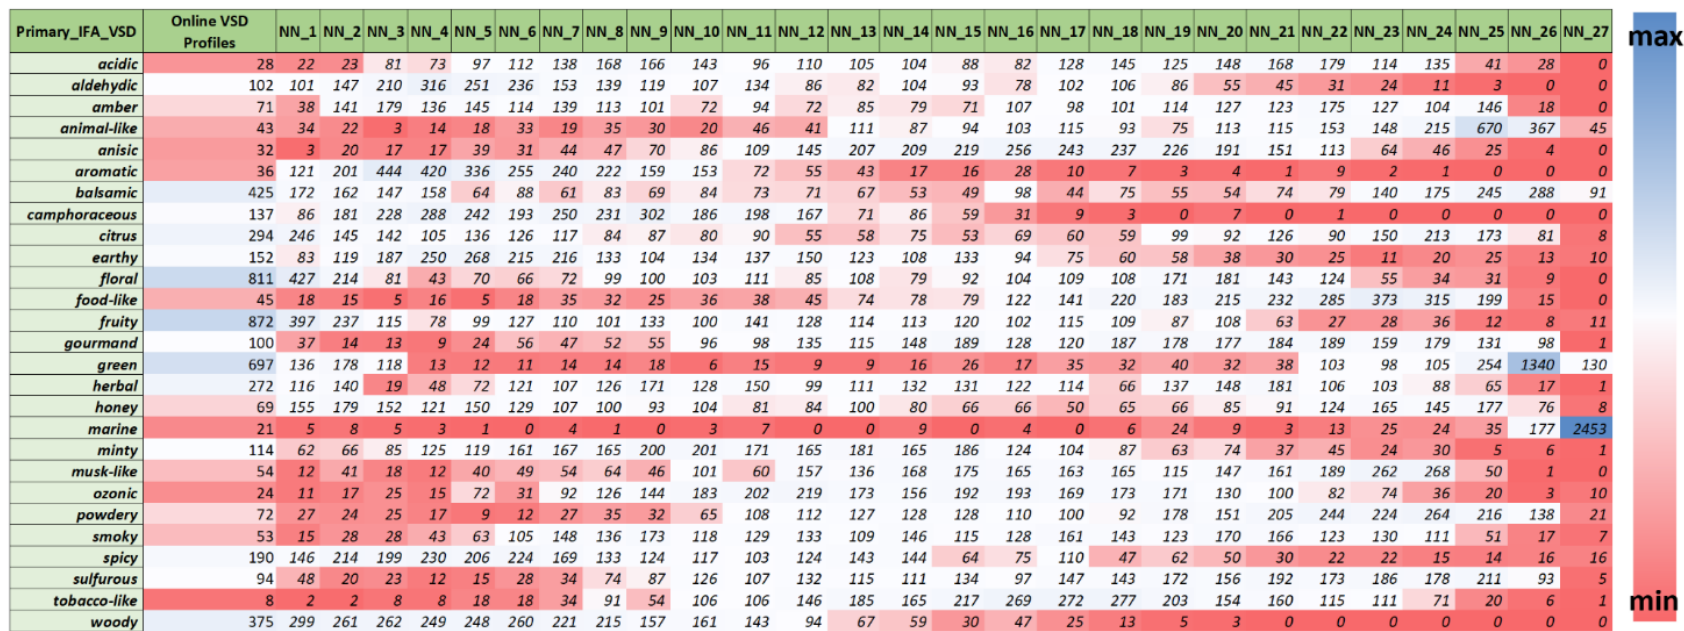 Primary_IFA_VSD Online VSD Profiles NN_1 NN_2 NN_3 NN_4 NN_5 NN_6 NN_7 NN_8 NN_9 NN_10 NN_11 NN_12 NN_13 NN_14 NN_15 NN_16 NN_17 NN_18 NN_19 NN_20 NN_21 NN_22 NN_23 NN_24 NN_25 NN_26 NN_27
max
acidic 28 22 23 81 73 97 112 138 168 166 143 96 110 105 104 88 82 128 145 125 148 168 179 114 135 41 28 0
aldehydic 102 101 147 210 316 251 236 153 139 119 107 134 86 82 104 93 78 102 106 86 55 45 31 24 11 3 0 0
amber 71 38 141 179 136 145 114 139 113 101 72 94 72 85 79 71 107 98 101 114 127 123 175 127 104 146 18 0
animal-like 43 34 22 3 14 18 33 19 35 30 20 46 41 111 87 94 103 115 93 75 113 115 153 148 215 670 367 45
anisic 32 3 20 17 17 39 31 44 47 70 86 109 145 207 209 219 256 243 237 226 191 151 113 64 46 25 4 0
aromatic 36 121 201 444 420 336 255 240 222 159 153 72 55 43 17 16 28 10 7 3 4 1 9 2 1 0 0 0
balsamic 425 172 162 147 158 64 88 61 83 69 84 73 71 67 53 49 98 44 75 55 54 74 79 140 175 245 288 91
camphoraceous 137 86 181 228 288 242 193 250 231 302 186 198 167 71 86 59 31 9 3 0 7 0 1 0 0 0 0 0
citrus 294 246 145 142 105 136 126 117 84 87 80 90 55 58 75 53 69 60 59 99 92 126 90 150 213 173 81 8
earthy 152 83 119 187 250 268 215 216 133 104 134 137 150 123 108 133 94 75 60 58 38 30 25 11 20 25 13 10
floral 811 427 214 81 43 70 66 72 99 100 103 111 85 108 79 92 104 109 108 171 181 143 124 55 34 31 9 0
food-like 45 18 15 5 16 5 18 35 32 25 36 38 45 74 78 79 122 141 220 183 215 232 285 373 315 199 15 0
fruity 872 397 237 115 78 99 127 110 101 133 100 141 128 114 113 120 102 115 109 87 108 63 27 28 36 12 8 11
gourmand 100 37 14 13 9 24 56 47 52 55 96 98 135 115 148 189 128 120 187 178 177 184 189 159 179 131 98 1
green 697 136 178 118 13 12 11 14 14 18 6 15 9 9 16 26 17 35 32 40 32 38 103 98 105 254 1340 130
herbal 272 116 140 19 48 72 121 107 126 171 128 150 99 111 132 131 122 114 66 137 148 181 106 103 88 65 17 1
honey 69 155 179 152 121 150 129 107 100 93 104 81 84 100 80 66 66 50 65 66 85 91 124 165 145 177 76 8
marine 21 5 8 5 3 1 0 4 1 0 3 7 0 0 9 0 4 0 6 24 9 3 13 25 24 35 177 2453
minty 114 62 66 85 125 119 161 167 165 200 201 171 165 181 165 186 124 104 87 63 74 37 45 24 30 5 6 1
musk-like 54 12 41 18 12 40 49 54 64 46 101 60 157 136 168 175 165 163 165 115 147 161 189 262 268 50 1 0
ozonic 24 11 17 25 15 72 31 92 126 144 183 202 219 173 156 192 193 169 173 171 130 100 82 74 36 20 3 10
powdery 72 27 24 25 17 9 12 27 35 32 65 108 112 127 128 128 110 100 92 178 151 205 244 224 264 216 138 21
smoky 53 15 28 28 43 63 105 148 136 173 118 129 133 109 146 115 128 161 143 123 170 166 123 130 111 51 17 7
spicy 190 146 214 199 230 206 224 169 133 124 117 103 124 143 144 64 75 110 47 62 50 30 22 22 15 14 16 16
sulfurous 94 48 20 23 12 15 28 34 74 87 126 107 132 115 111 134 97 147 143 172 156 192 173 186 178 211 93 5
tobacco-like 8 2 2 8 8 18 18 34 91 54 106 106 146 185 165 217 269 272 277 203 154 160 115 111 71 20 6 1
min
woody 375 299 261 262 249 248 260 221 215 157 161 143 94 67 59 30 47 25 13 5 3 0 0 0 0 0 0 0